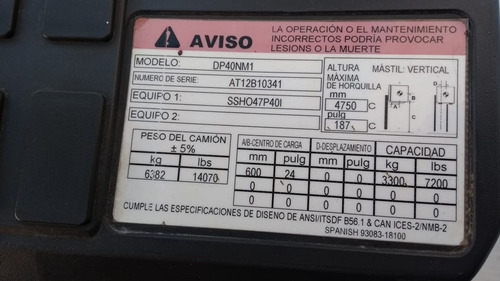 AVISO
LA OPERACIÓN O EL MANTENIMIENTO
INCORRECTOS PODRÍA PROVOCAR
LESIONS O LA MUERTE
MODELO: DP40NM1
NUMERO DE SERIE: AT12B10341
EQUIPO 1: SSHO47P40I
EQUIPO 2:
ALTURA MÁXIMA DE HORQUILLA
MÁSTIL: VERTICAL
mm
4750 C
pulg
187 C
A
PESO DEL CAMIÓN
± 5%
kg lbs
6382 14070
A/B-CENTRO DE CARGA D-DESPLAZAMIENTO CAPACIDAD
mm pulg mm pulg kg lbs
600 24 0 0 3300 7200
0 0 0 0 0 0
0 0 0 0 0 0
CUMPLE LAS ESPECIFICACIONES DE DISENO DE ANSI/ITSDF B56.1 & CAN ICES-2/NMB-2
SPANISH 93083-18100